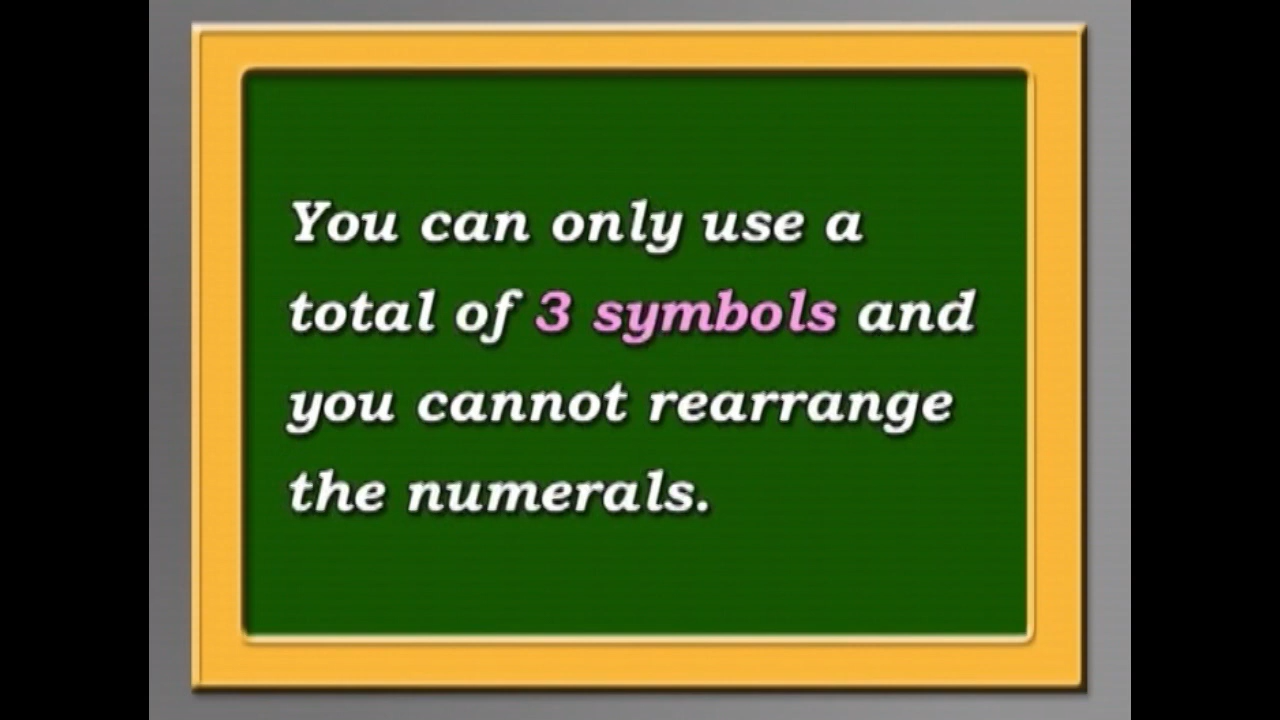 You can only use a
total of 3 symbols and
you cannot rearrange
the numerals.